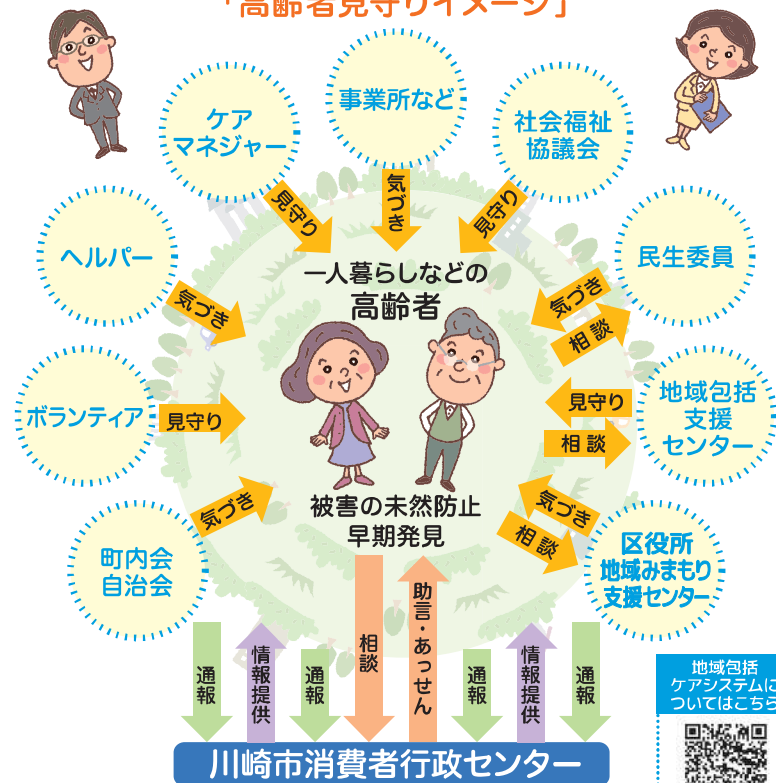 「高齢者見守りイメージ」
事業所など
ケア
マネジャー
社会福祉
協議会
見守り
気づき
見守り
ヘルパー
民生委員
一人暮らしなどの
高齢者
気づき
気づき
相談
ボランティア
見守り
見守り
相談
地域包括
支援
センター
気づき
被害の未然防止
早期発見
気づき
相談
町内会
自治会
区役所
地域みまもり
支援センター
通報
情報提供
通報
相談
助言・あっせん
通報
情報提供
通報
地域包括
ケアシステムに
ついてはこちら
川崎市消費者行政センター